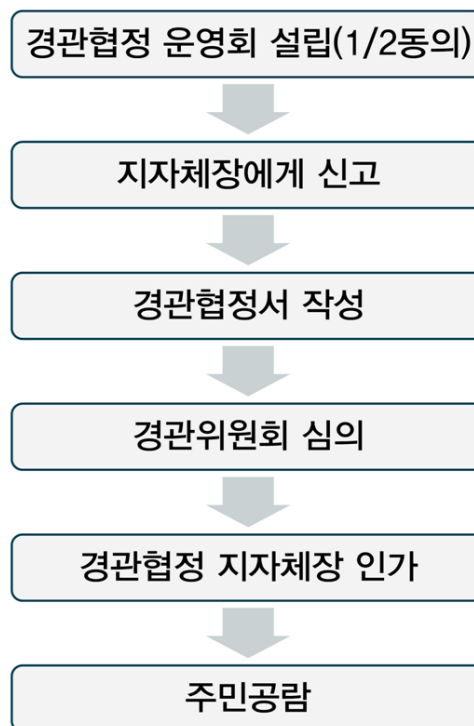 경관협정 운영회 설립(1/2동의)
지자체장에게 신고
경관협정서 작성
경관위원회 심의
경관협정 지자체장 인가
주민공람